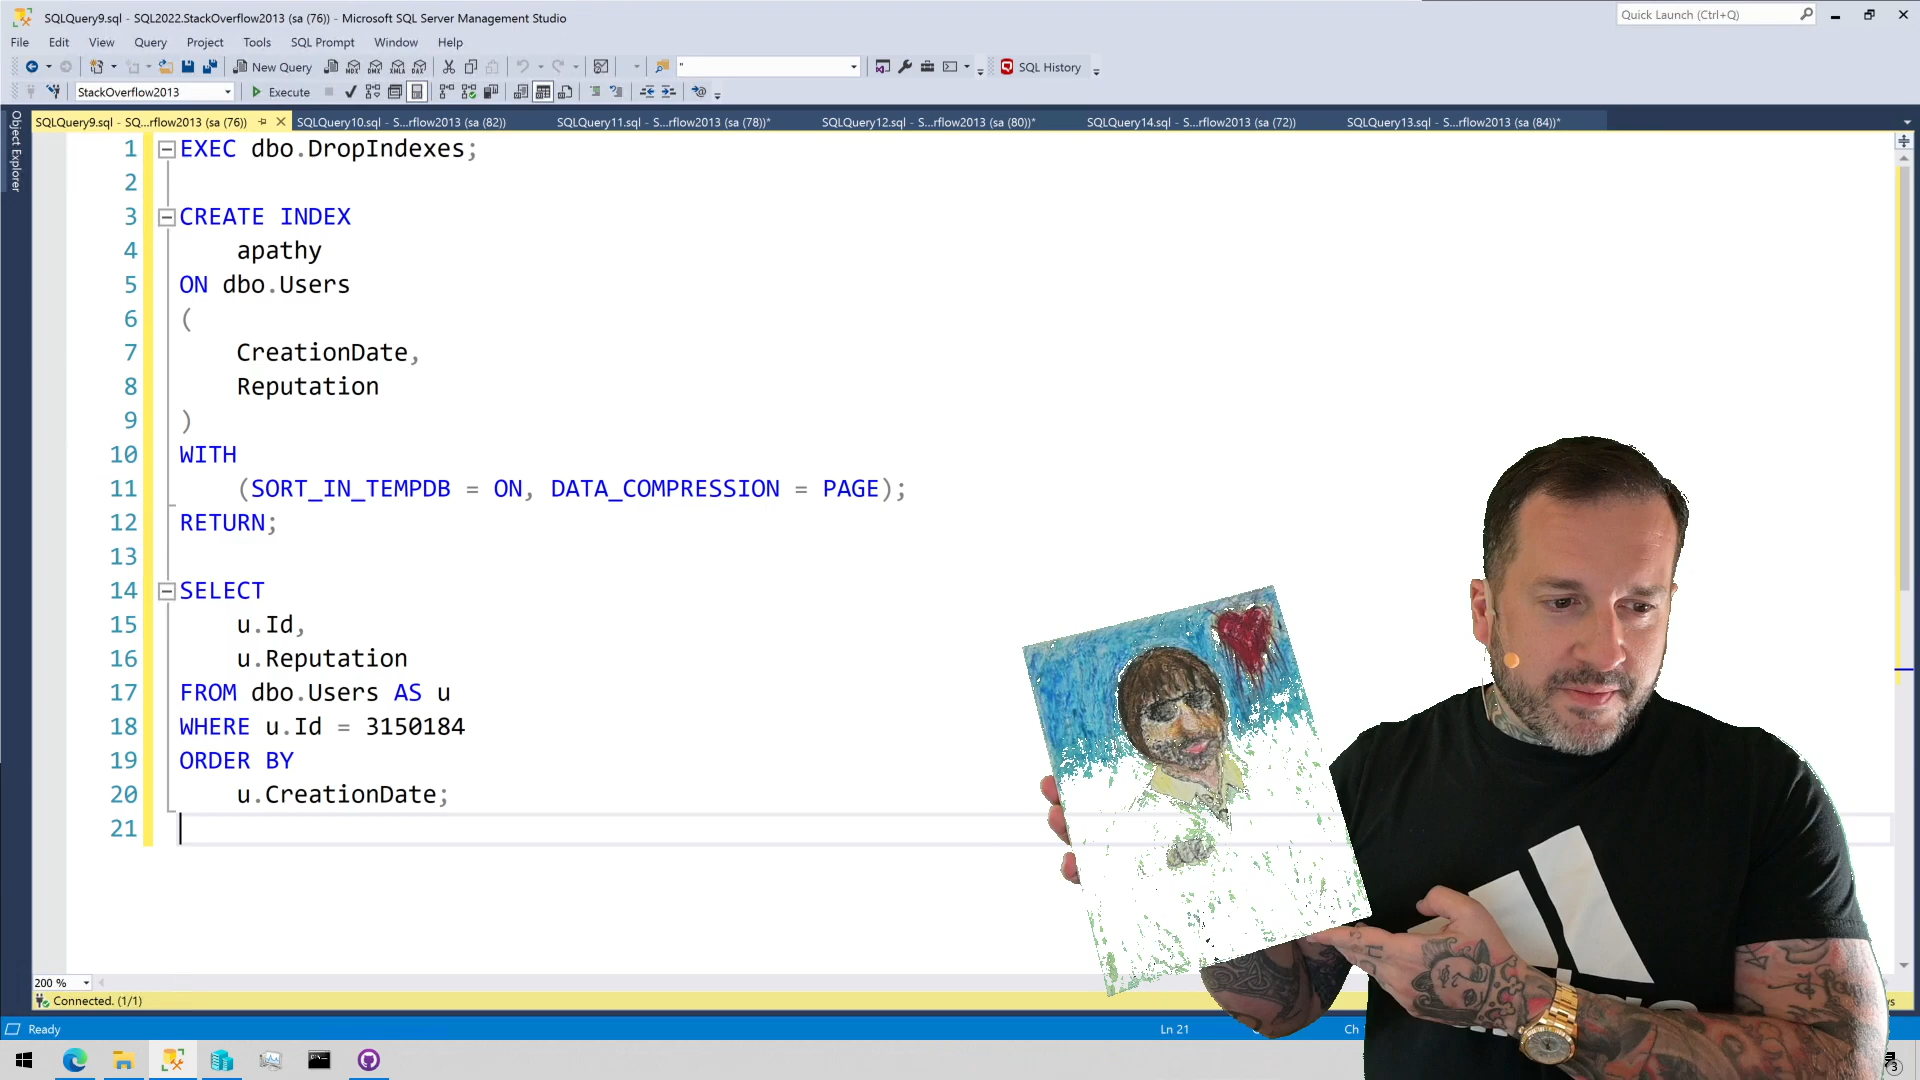 SQLQuery9.sql - SQL2022.StackOverflow2013 (sa (76)) - Microsoft SQL Server Management Studio
Quick Launch (Ctrl+Q)
File Edit View Query Project Tools SQL Prompt Window Help
New Query MDX DMX XMLA DAX " SQL History
StackOverflow2013 Execute
SQLQuery9.sql - SQ...rflow2013 (sa (76)) SQLQuery10.sql - S...rflow2013 (sa (82)) SQLQuery11.sql - S...rflow2013 (sa (78))* SQLQuery12.sql - S...rflow2013 (sa (80))* SQLQuery14.sql - S...rflow2013 (sa (72)) SQLQuery13.sql - S...rflow2013 (sa (84))*
Object Explorer
1 EXEC dbo.DropIndexes;
2
3 CREATE INDEX
4 apathy
5 ON dbo.Users
6 (
7 CreationDate,
8 Reputation
9 )
10 WITH
11 (SORT_IN_TEMPDB = ON, DATA_COMPRESSION = PAGE);
12 RETURN;
13
14 SELECT
15 u.Id,
16 u.Reputation
17 FROM dbo.Users AS u
18 WHERE u.Id = 3150184
19 ORDER BY
20 u.CreationDate;
21
200 %
Connected. (1/1)
Ready Ln 21 Ch
3